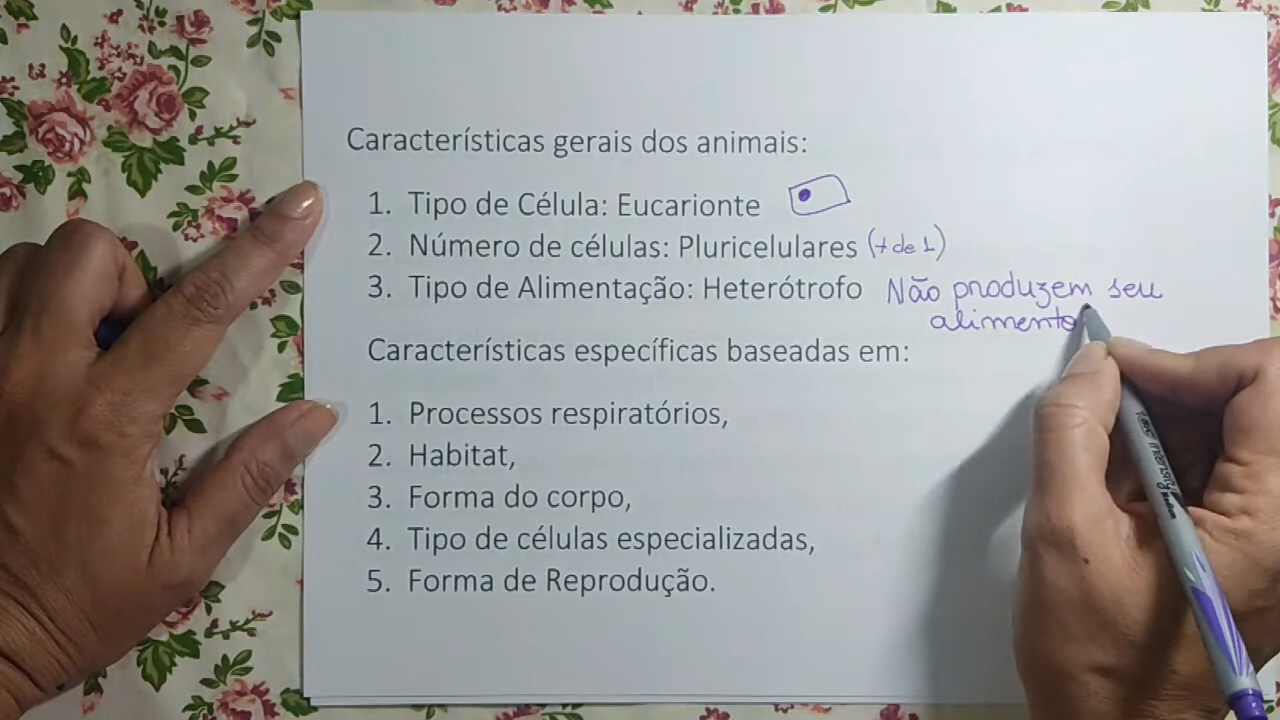 Características gerais dos animais:
1. Tipo de Célula: Eucarionte
2. Número de células: Pluricelulares (+ de 1)
3. Tipo de Alimentação: Heterótrofo Não produzem seu
alimento
Características específicas baseadas em:
1. Processos respiratórios,
2. Habitat,
3. Forma do corpo,
4. Tipo de células especializadas,
5. Forma de Reprodução.